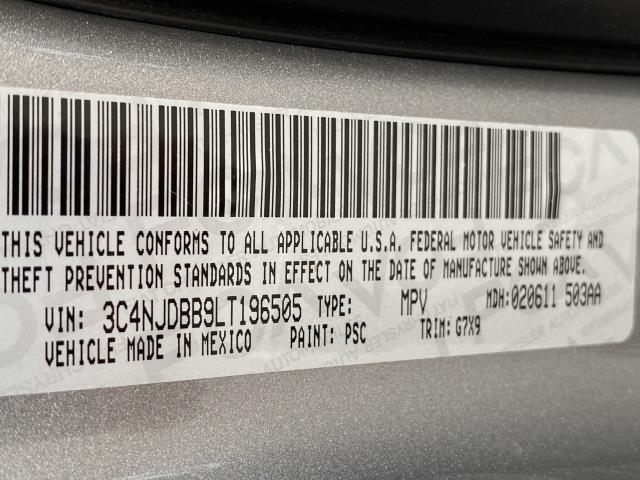 THIS VEHICLE CONFORMS TO ALL APPLICABLE U.S.A. FEDERAL MOTOR VEHICLE SAFETY AND
THEFT PREVENTION STANDARDS IN EFFECT ON THE DATE OF MANUFACTURE SHOWN ABOVE.
VIN: 3C4NJDBB9LT196505 TYPE: MPV MDH:020611 503AA
VEHICLE MADE IN MEXICO PAINT: PSC TRIM: G7X9